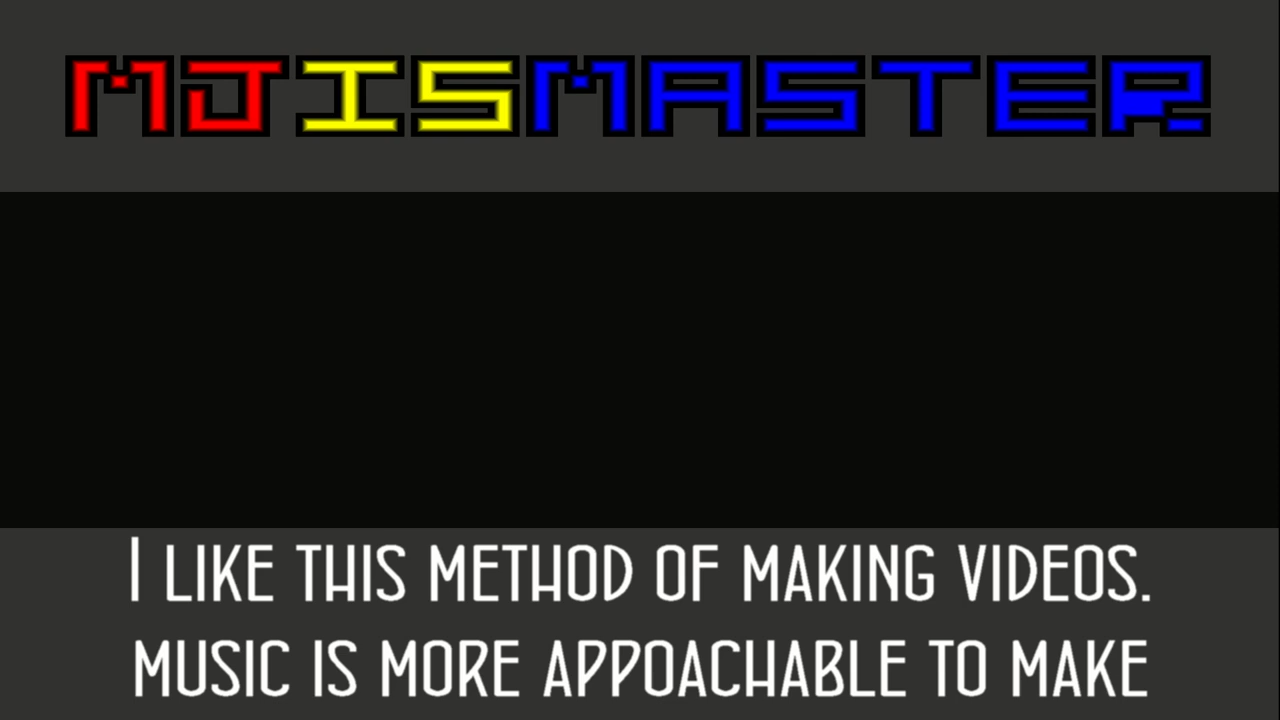 MJISMASTER
I LIKE THIS METHOD OF MAKING VIDEOS.
MUSIC IS MORE APPOACHABLE TO MAKE